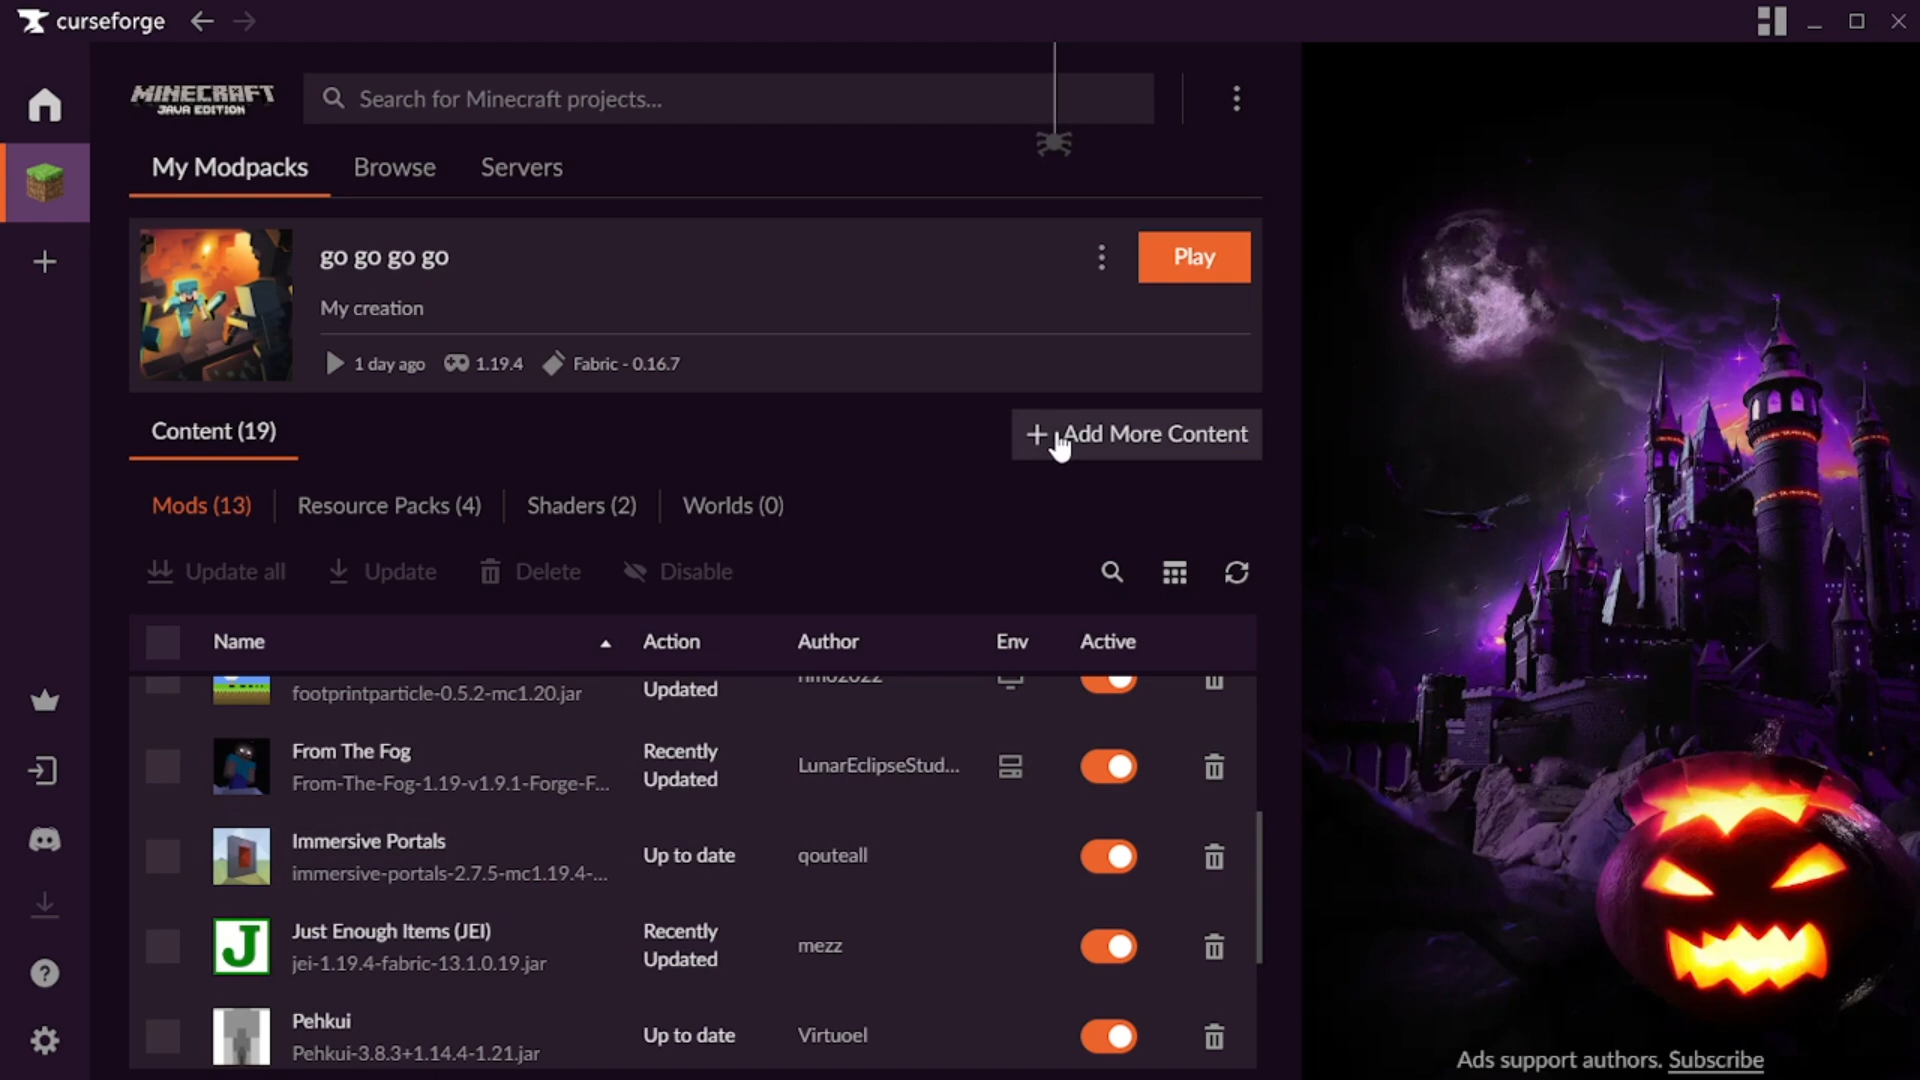 curseforge
MINECRAFT
JAVA EDITION
Search for Minecraft projects...
My Modpacks
Browse
Servers
go go go go
Play
My creation
1 day ago
1.19.4
Fabric - 0.16.7
Content (19)
Add More Content
Mods (13)
Resource Packs (4)
Shaders (2)
Worlds (0)
Update all
Update
Delete
Disable
Name
Action
Author
Env
Active
footprintparticle-0.5.2-mc1.20.jar
Updated
From The Fog
From-The-Fog-1.19-v1.9.1-Forge-F...
Recently
Updated
LunarEclipseStud...
Immersive Portals
immersive-portals-2.7.5-mc1.19.4-...
Up to date
qouteall
J
Just Enough Items (JEI)
jei-1.19.4-fabric-13.1.0.19.jar
Recently
Updated
mezz
Pehkui
Pehkui-3.8.3+1.14.4-1.21.jar
Up to date
Virtuoel
Ads support authors. Subscribe